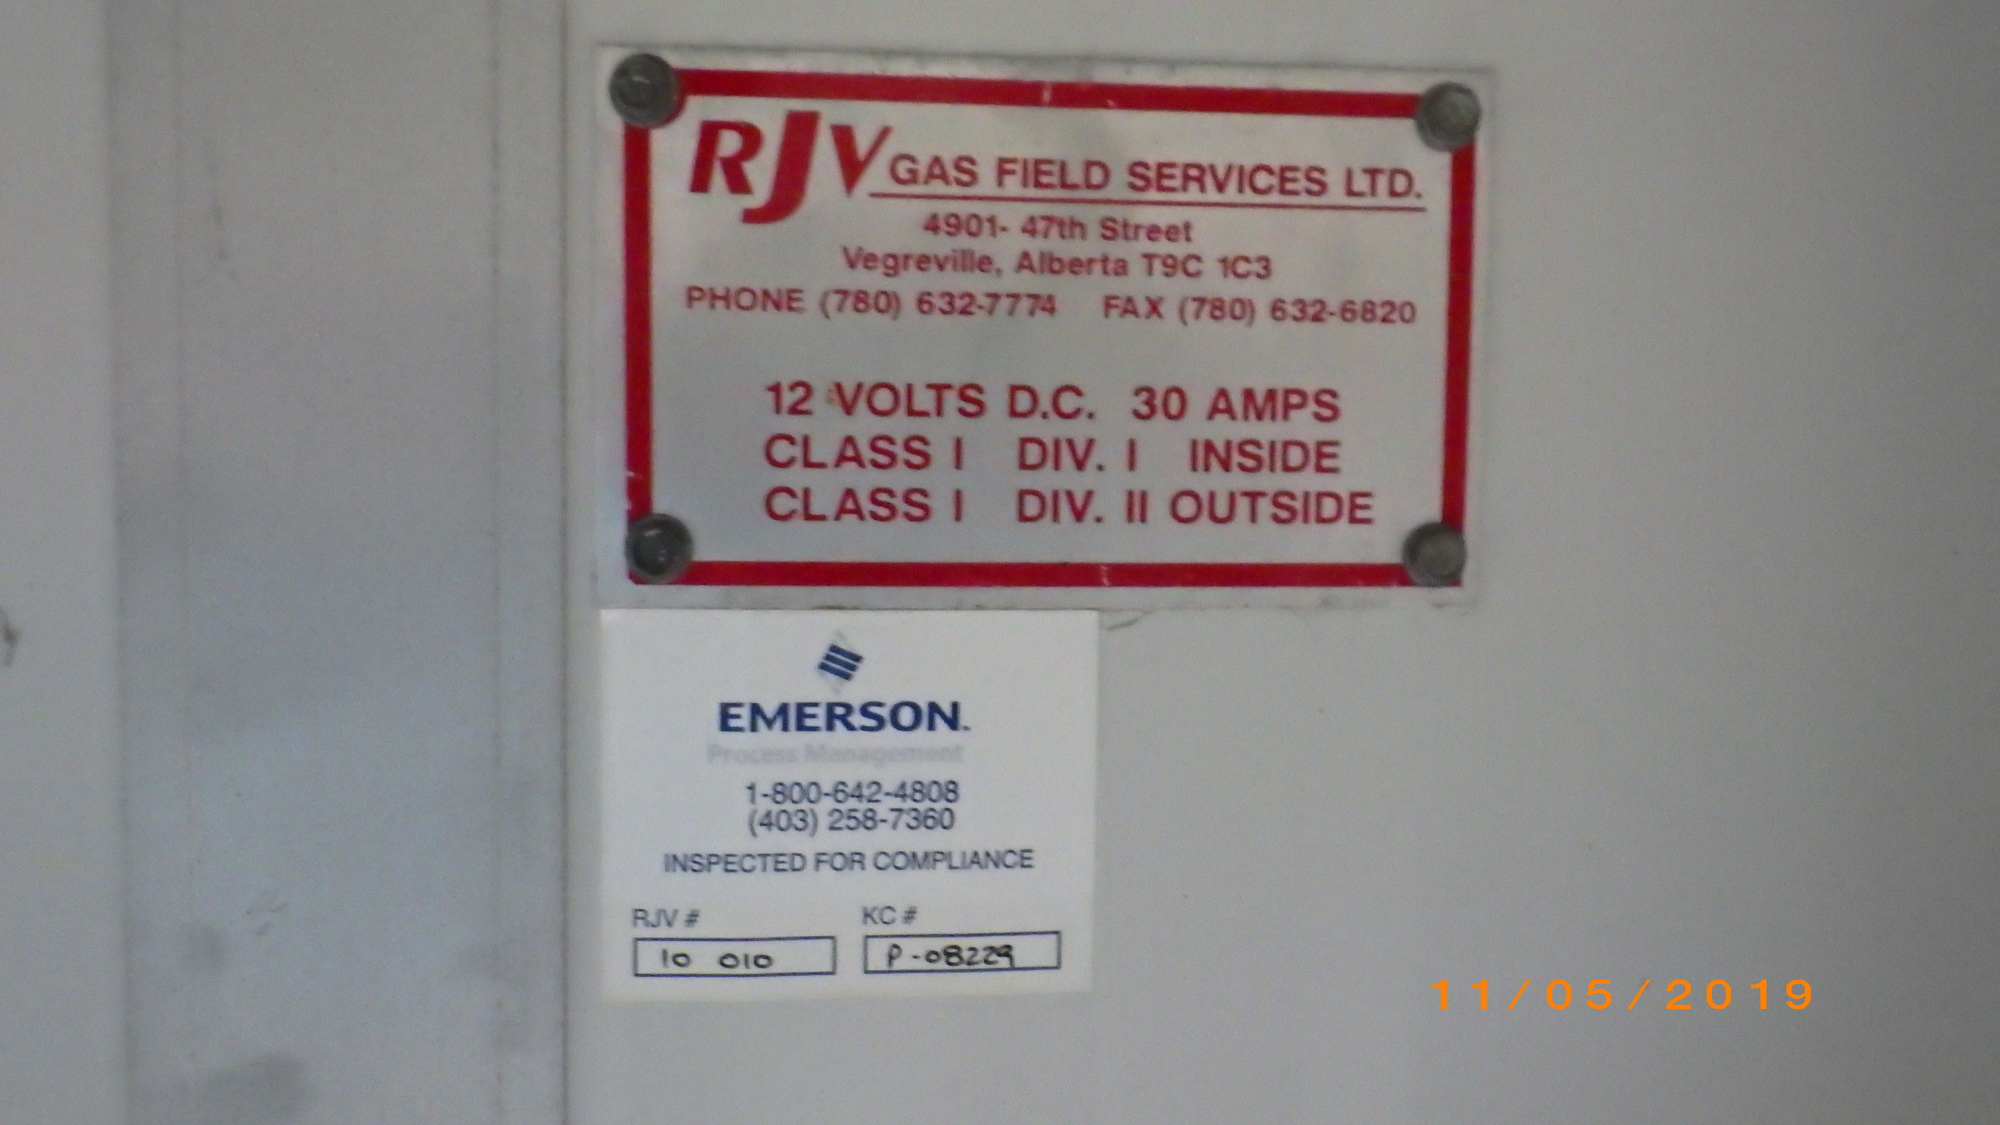 RJV GAS FIELD SERVICES LTD.
4901- 47th Street
Vegreville, Alberta T9C 1C3
PHONE (780) 632-7774 FAX (780) 632-6820
12 VOLTS D.C. 30 AMPS
CLASS I DIV. I INSIDE
CLASS I DIV. II OUTSIDE
EMERSON.
Process Management
1-800-642-4808
(403) 258-7360
INSPECTED FOR COMPLIANCE
RJV # KC #
10 010 P-08229
11/05/2019